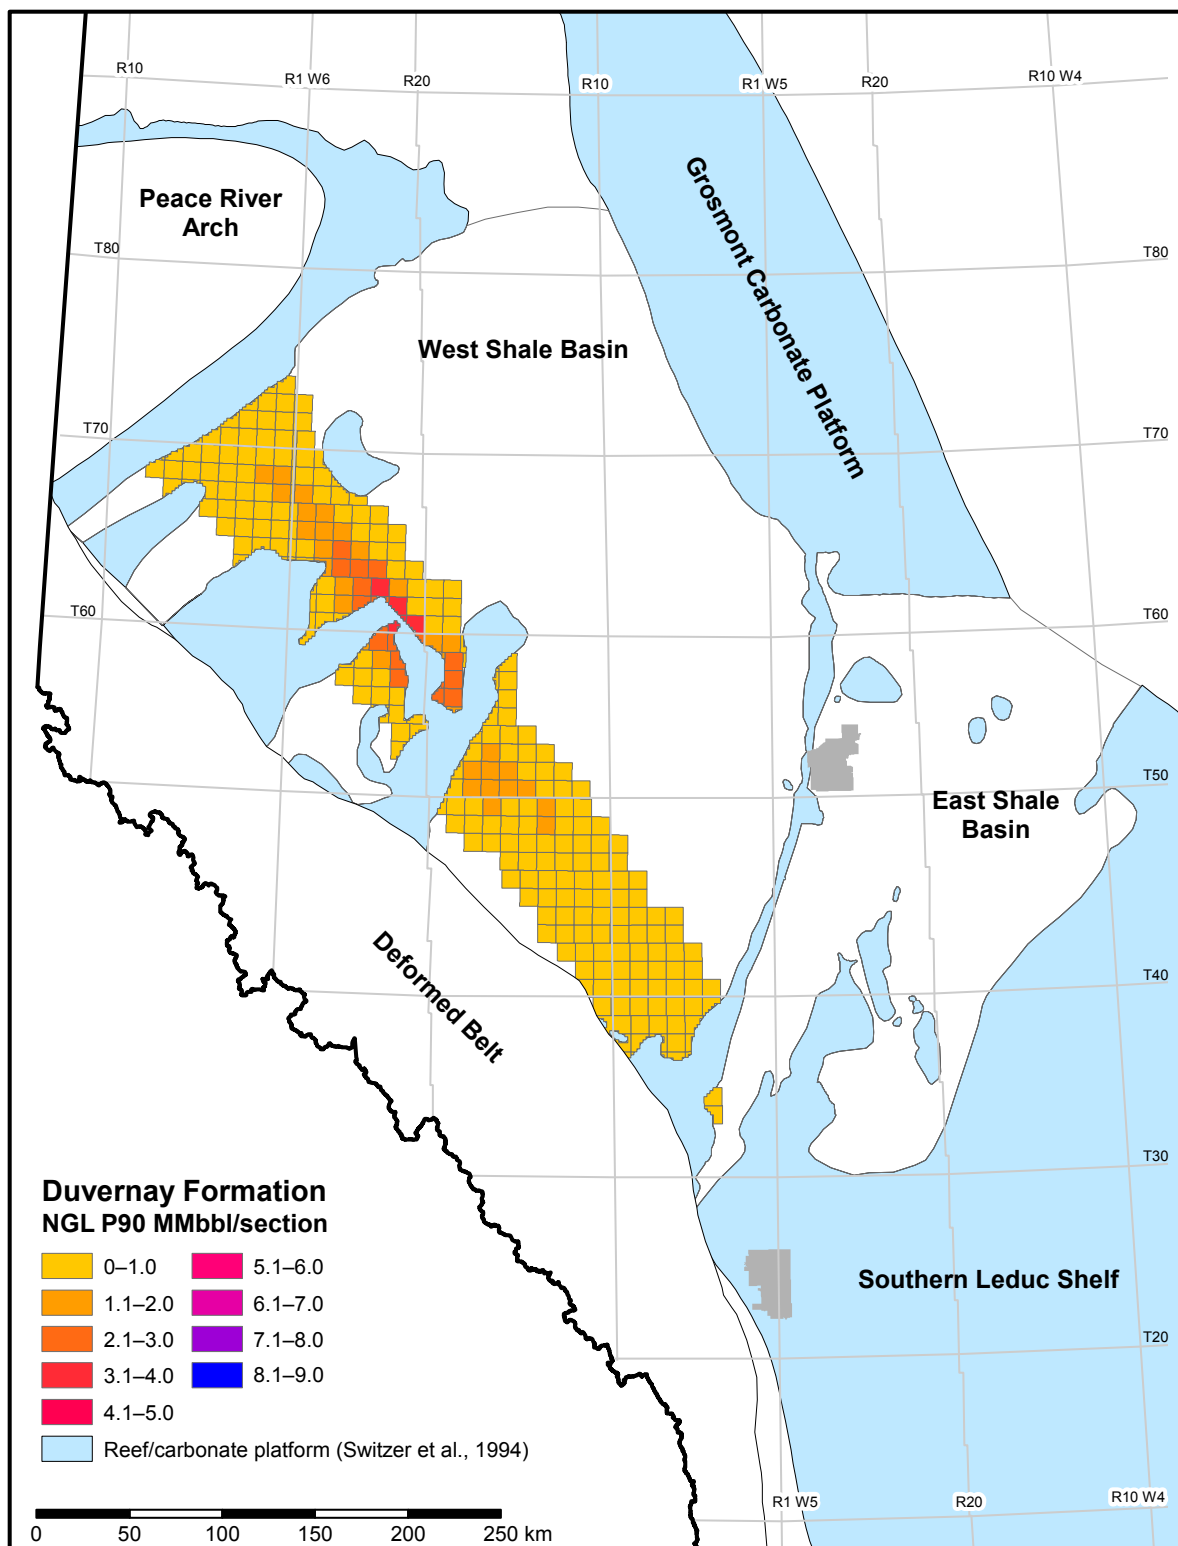 R10
R1 W6
R20
R10
R1 W5
R20
R10 W4
Peace River
Arch
Grosmont Carbonate Platform
T80
T80
West Shale Basin
T70
T70
T60
T60
T50
T50
East Shale
Basin
Deformed Belt
T40
T30
Duvernay Formation
NGL P90 MMbbl/section
0–1.0
1.1–2.0
2.1–3.0
3.1–4.0
4.1–5.0
5.1–6.0
6.1–7.0
7.1–8.0
8.1–9.0
Reef/carbonate platform (Switzer et al., 1994)
Southern Leduc Shelf
T20
R1 W5
R20
R10 W4
0 50 100 150 200 250 km